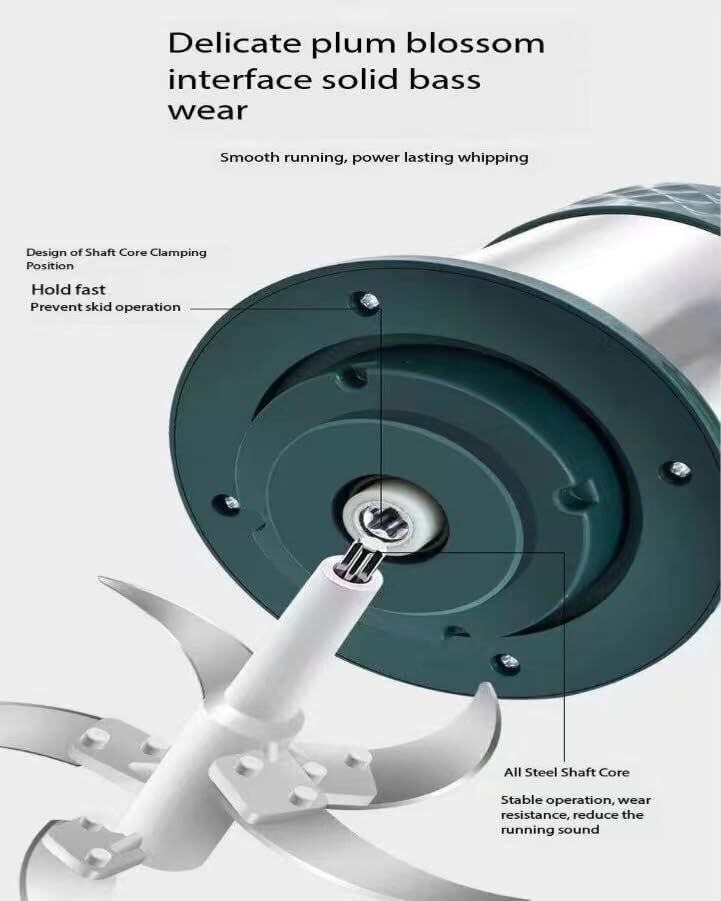 Delicate plum blossom
interface solid bass
wear
Smooth running, power lasting whipping
Design of Shaft Core Clamping
Position
Hold fast
Prevent skid operation
All Steel Shaft Core
Stable operation, wear
resistance, reduce the
running sound